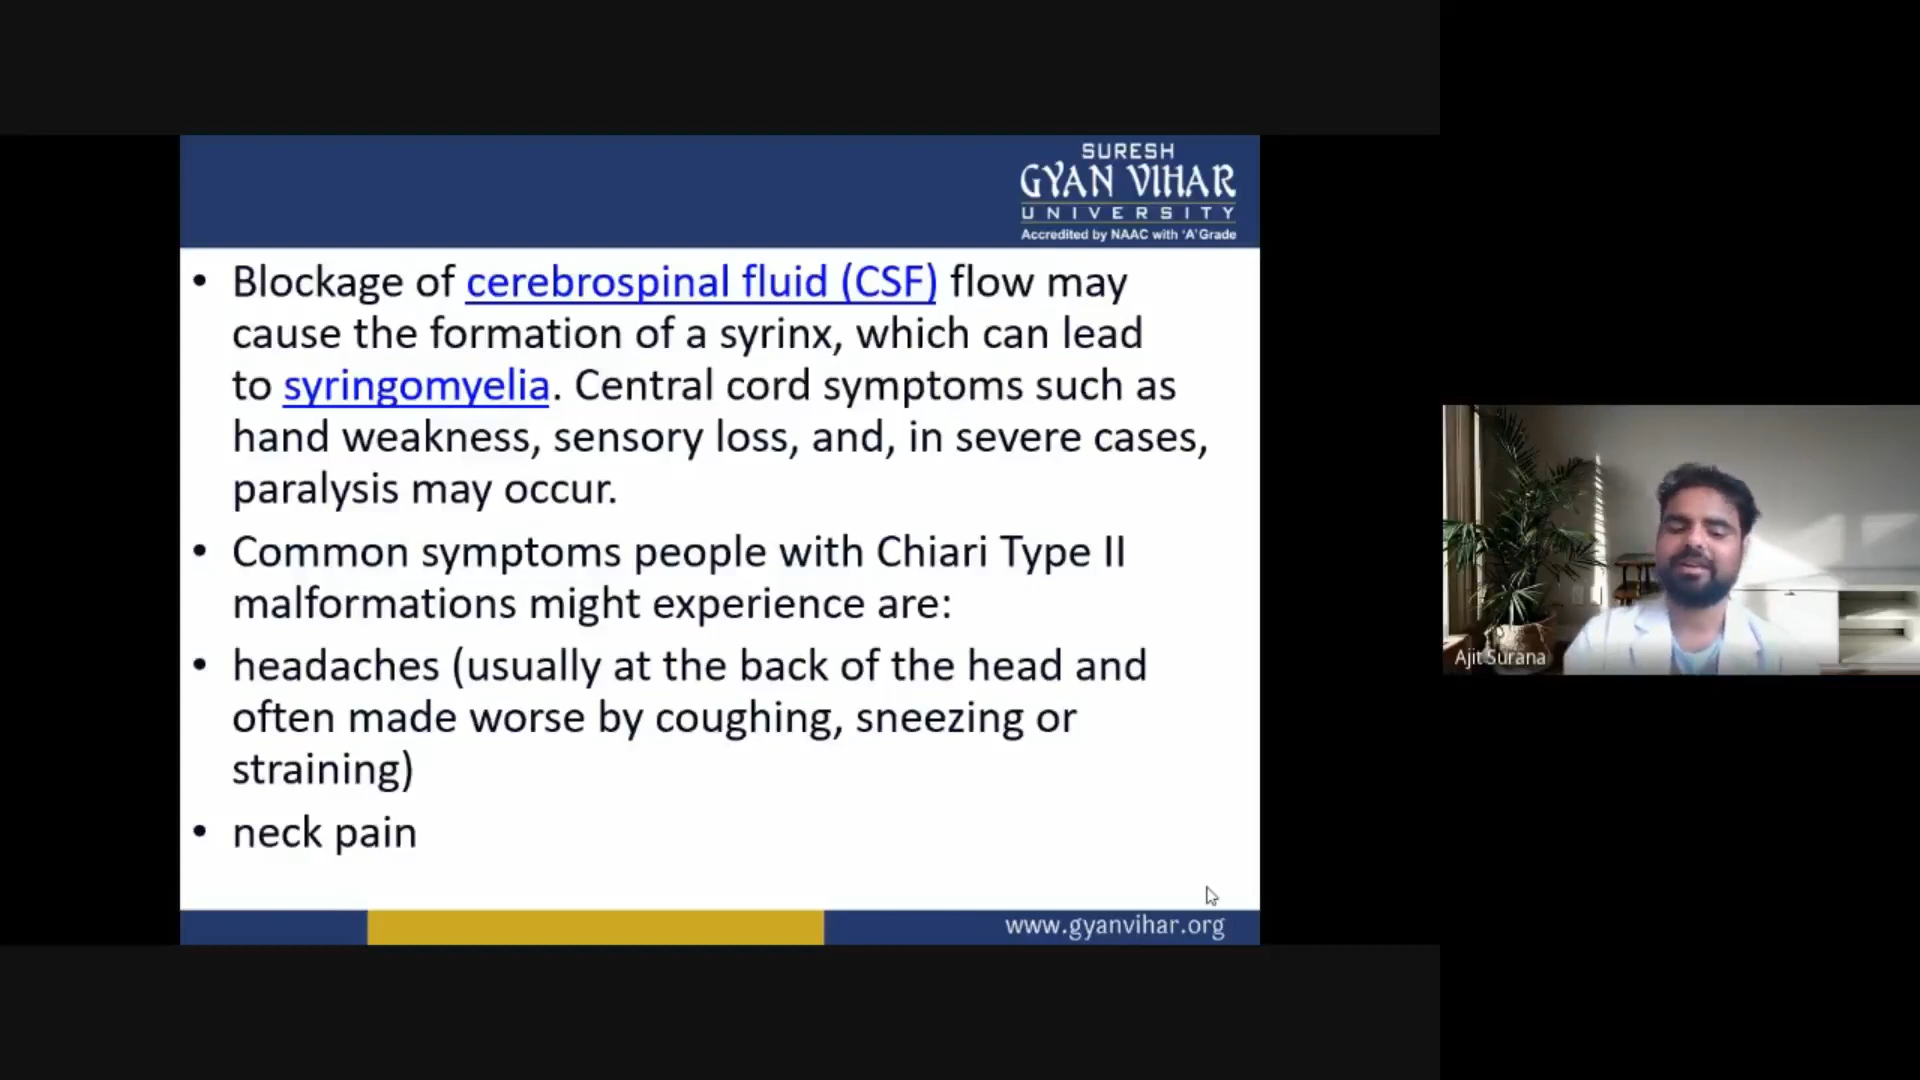 SURESH
GYAN VIHAR
UNIVERSITY
Accredited by NAAC with 'A' Grade
• Blockage of cerebrospinal fluid (CSF) flow may
cause the formation of a syrinx, which can lead
to syringomyelia. Central cord symptoms such as
hand weakness, sensory loss, and, in severe cases,
paralysis may occur.
• Common symptoms people with Chiari Type II
malformations might experience are:
• headaches (usually at the back of the head and
often made worse by coughing, sneezing or
straining)
• neck pain
www.gyanvihar.org
Ajit Surana